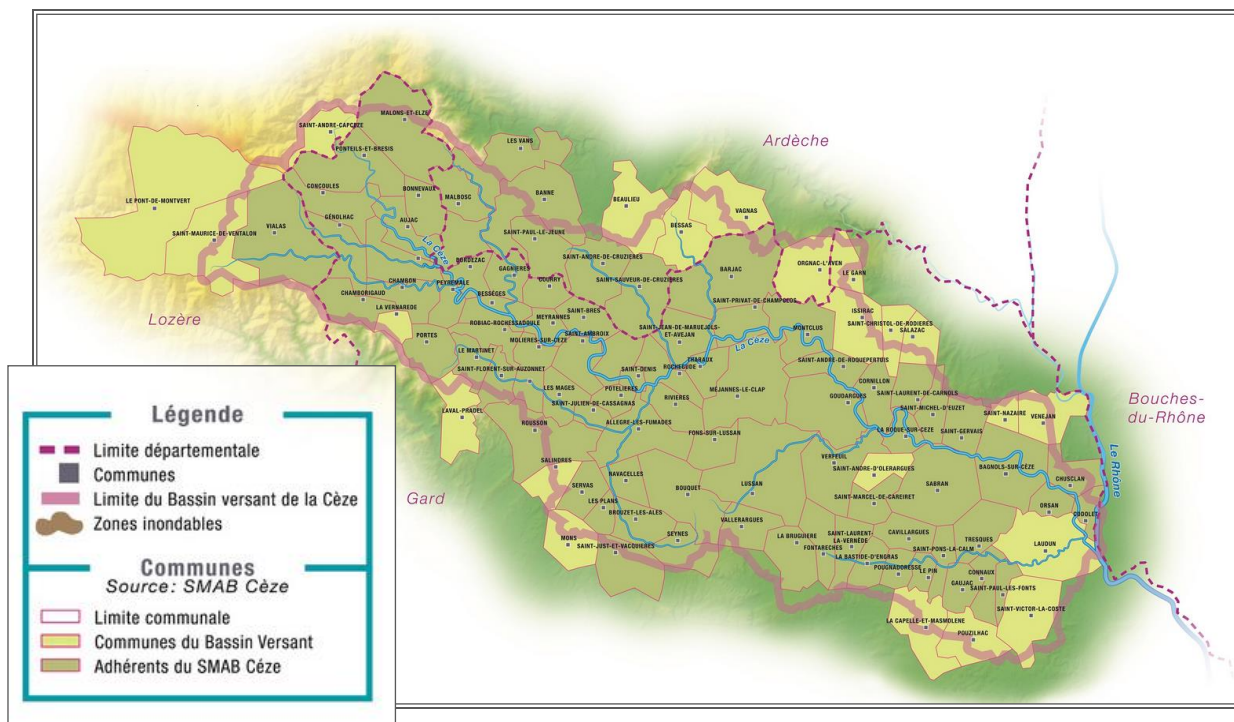 MALONS-ET-ELZE
SAINT-ANDRE-CAPCEZE
PONTEILS-ET-BRESIS
LES VANS
Ardèche
CONCOULES
BONNEVAUX
MALBOSC
BANNE
BEAULIEU
VAGNAS
LE PONT-DE-MONTVERT
GÉNOLHAC
AUJAC
BESSAS
VIALAS
SAINT-MAURICE-DE-VENTALON
SAINT-PAUL-LE-JEUNE
La Cèze
BORDEZAC
GAGNIERES
SAINT-ANDRE-DE-CRUZIERES
BARJAC
ORGNAC-L'AVEN
LE GARN
CHAMBON
PEYREMALE
COURRY
SAINT-SAUVEUR-DE-CRUZIERES
CHAMBORIGAUD
BESSÈGES
SAINT-PRIVAT-DE-CHAMPCLOS
LA VERNAREDE
ISSIRAC
Lozère
SAINT-BRES
MEYRANNES
SAINT-CHRISTOL-DE-RODIERES
SALAZAC
ROBIAC-ROCHESSADOULE
SAINT-JEAN-DE-MARUEJOLS-
ET-AVEJAN
MONTCLUS
PORTES
SAINT-AMBROIX
MOLIERES-SUR-CEZE
La Cèze
LE MARTINET
THARAUX
SAINT-ANDRE-DE-ROQUEPERTUIS
ROCHEGUDE
SAINT-FLORENT-SUR-AUZONNET
SAINT-DENIS
CORNILLON
LES MAGES
POTELIERES
MÉJANNES-LE-CLAP
GOUDARGUES
SAINT-LAURENT-DE-CARNOLS
Bouches-
du-Rhône
SAINT-JULIEN-DE-CASSAGNAS
RIVIERES
SAINT-MICHEL-D'EUZET
SAINT-NAZAIRE
VENEJAN
LAVAL-PRADEL
ROUSSON
ALLEGRE-LES-FUMADES
FONS-SUR-LUSSAN
LA ROQUE-SUR-CEZE
SAINT-GERVAIS
Le Rhône
SALINDRES
VERFEUIL
SAINT-ANDRE-D'OLERARGUES
BAGNOLS-SUR-CÈZE
NAVACELLES
CHUSCLAN
SERVAS
BOUQUET
LUSSAN
SABRAN
Gard
LES PLANS
SAINT-MARCEL-DE-CAREIRET
ORSAN
BROUZET-LES-ALÈS
VALLERARGUES
CODOLET
SEYNES
LA BRUGUIERE
SAINT-LAURENT-
LA-VERNÈDE
CAVILLARGUES
TRESQUES
LAUDUN
MONS
SAINT-JUST-ET-VACQUIERES
FONTARECHES
LA BASTIDE-D'ENGRAS
SAINT-PONS-LA-CALM
POUGNADORESSE
LE PIN
CONNAUX
GAUJAC
SAINT-PAUL-LES-FONTS
SAINT-VICTOR-LA-COSTE
LA CAPELLE-ET-MASMOLENE
POUZILHAC
Légende
Limite départementale
Communes
Limite du Bassin versant de la Cèze
Zones inondables
Communes
Source: SMAB Cèze
Limite communale
Communes du Bassin Versant
Adhérents du SMAB Céze